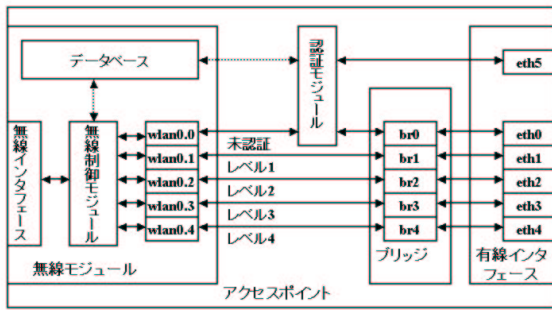 データベース
認証モジュール
eth5
無線インタフェース
無線制御モジュール
wlan0.0
wlan0.1
wlan0.2
wlan0.3
wlan0.4
未認証
レベル1
レベル2
レベル3
レベル4
br0
br1
br2
br3
br4
eth0
eth1
eth2
eth3
eth4
無線モジュール
ブリッジ
有線インタ
フェース
アクセスポイント